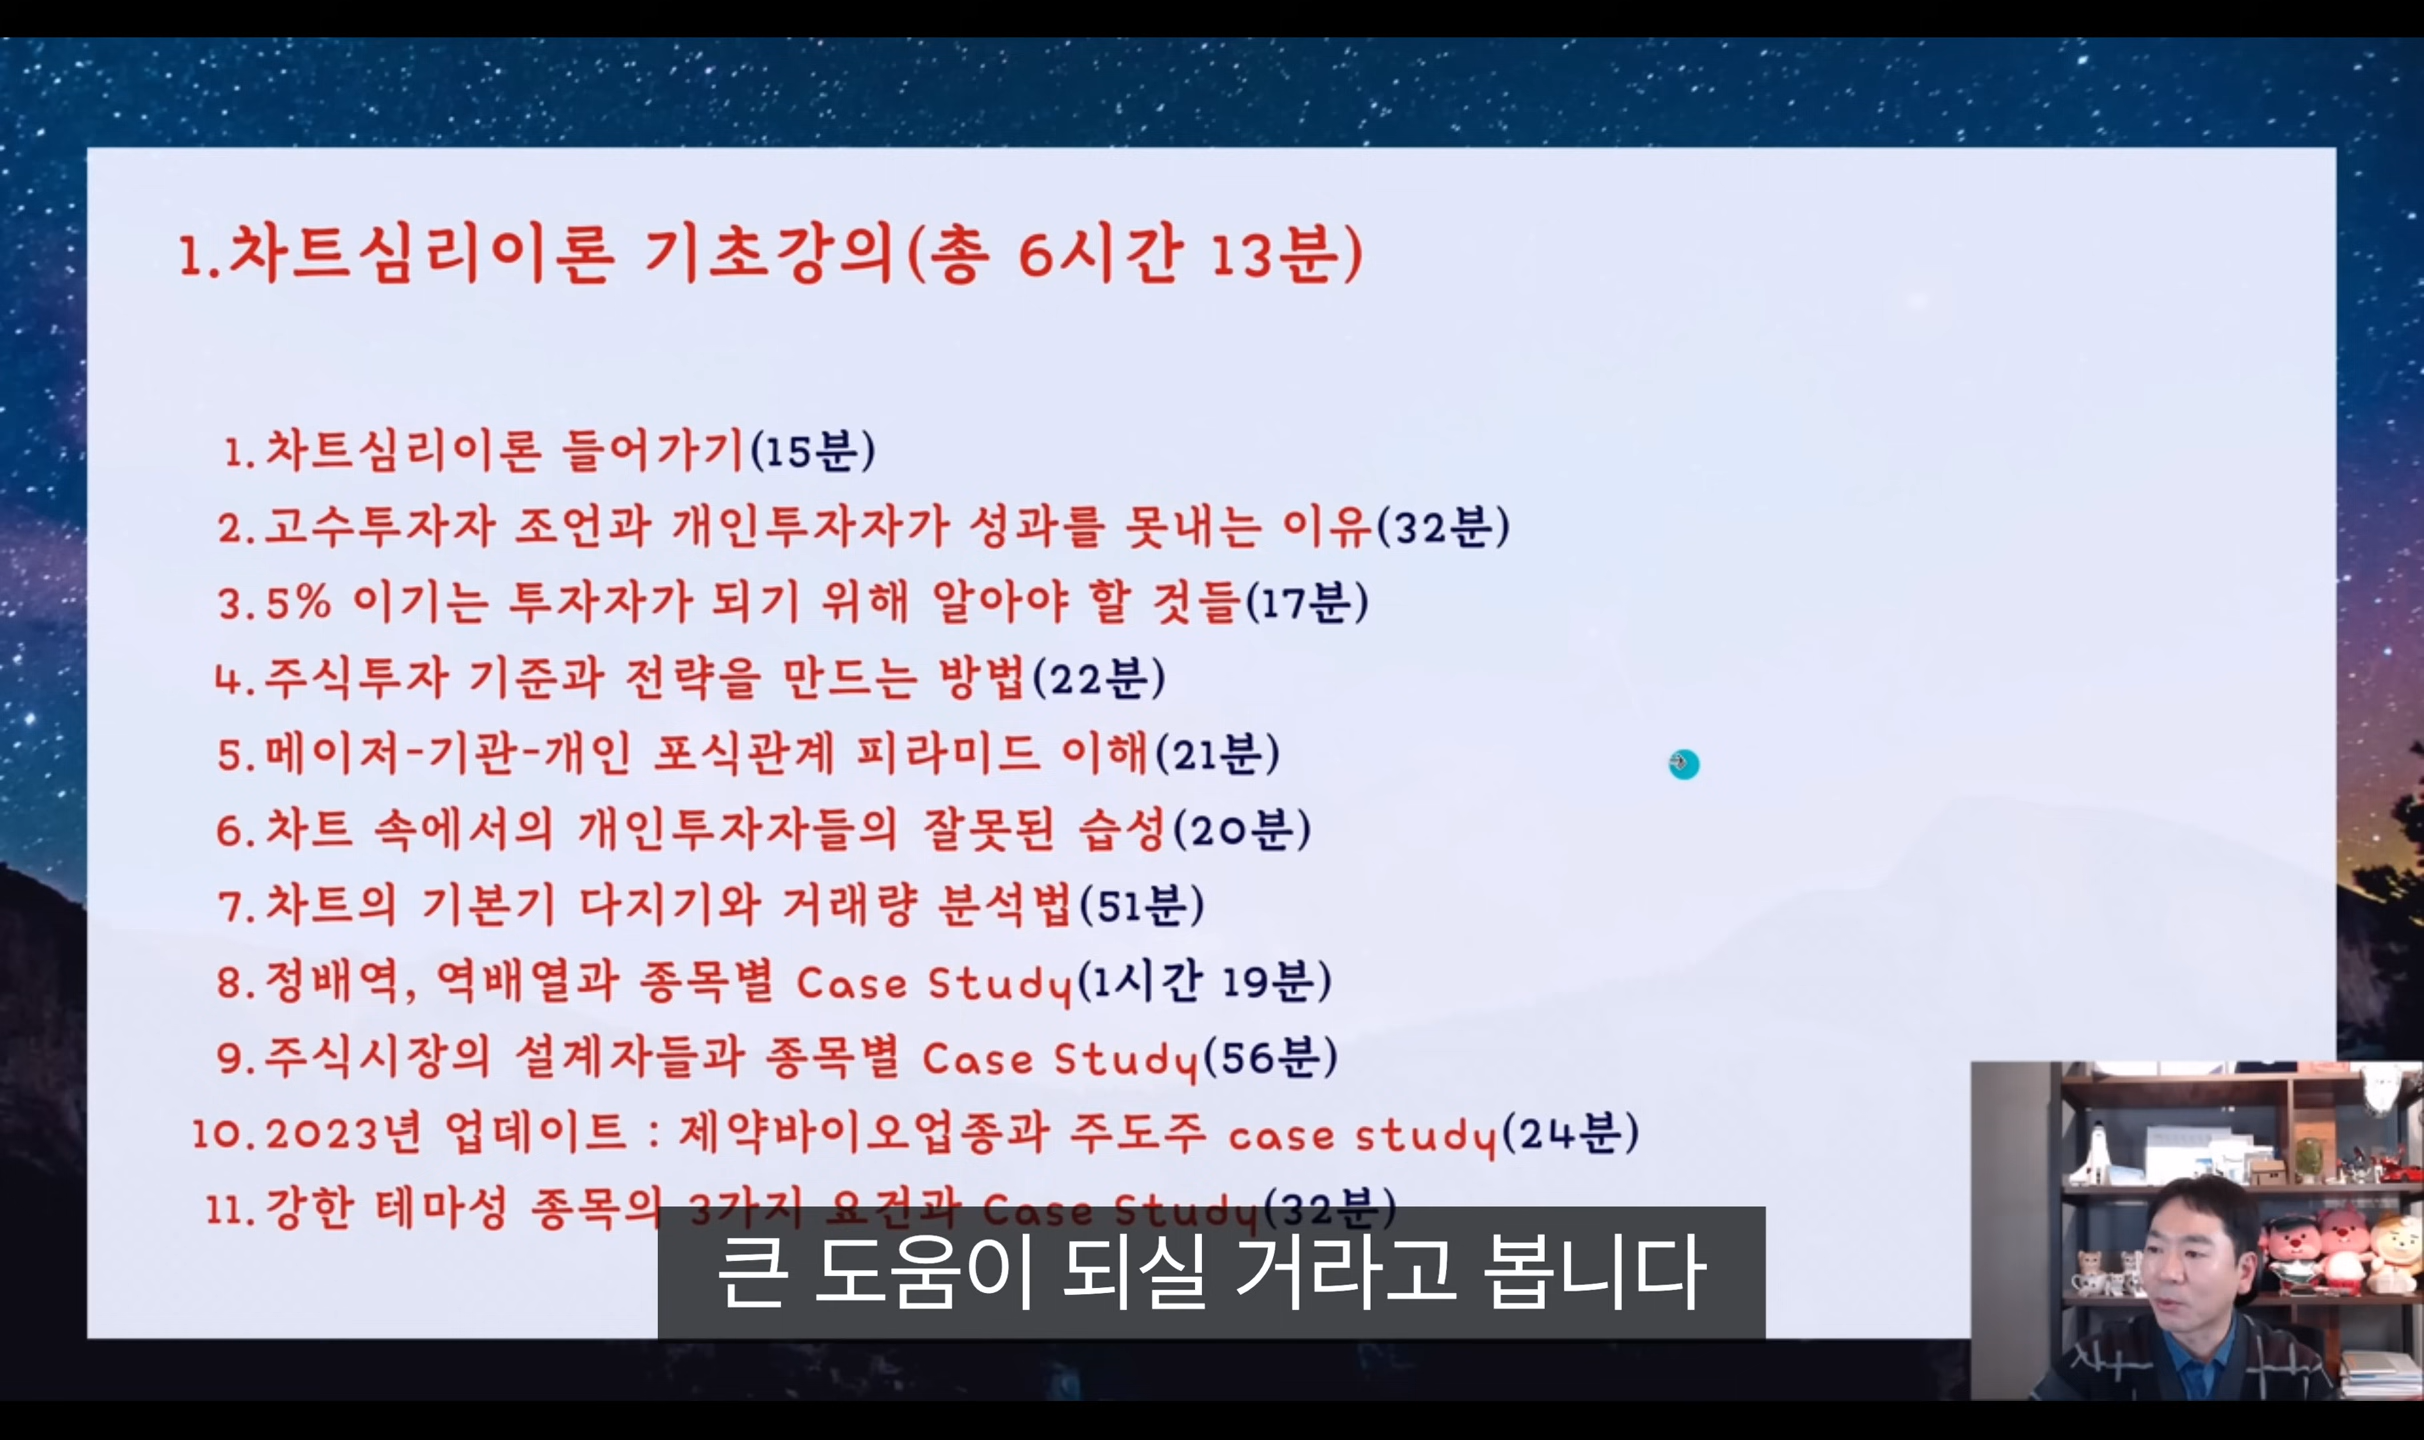 1.차트심리이론 기초강의(총 6시간 13분)
1. 차트심리이론 들어가기(15분)
2. 고수투자자 조언과 개인투자자가 성과를 못내는 이유(32분)
3. 5% 이기는 투자자가 되기 위해 알아야 할 것들(17분)
4. 주식투자 기준과 전략을 만드는 방법(22분)
5. 메이저-기관-개인 포식관계 피라미드 이해(21분)
6. 차트 속에서의 개인투자자들의 잘못된 습성(20분)
7. 차트의 기본기 다지기와 거래량 분석법(51분)
8. 정배역, 역배열과 종목별 Case Study(1시간 19분)
9. 주식시장의 설계자들과 종목별 Case Study(56분)
10. 2023년 업데이트 : 제약바이오업종과 주도주 case study(24분)
11. 강한 테마성 종목의 3가지 요건과 Case Study(32분)
큰 도움이 되실 거라고 봅니다